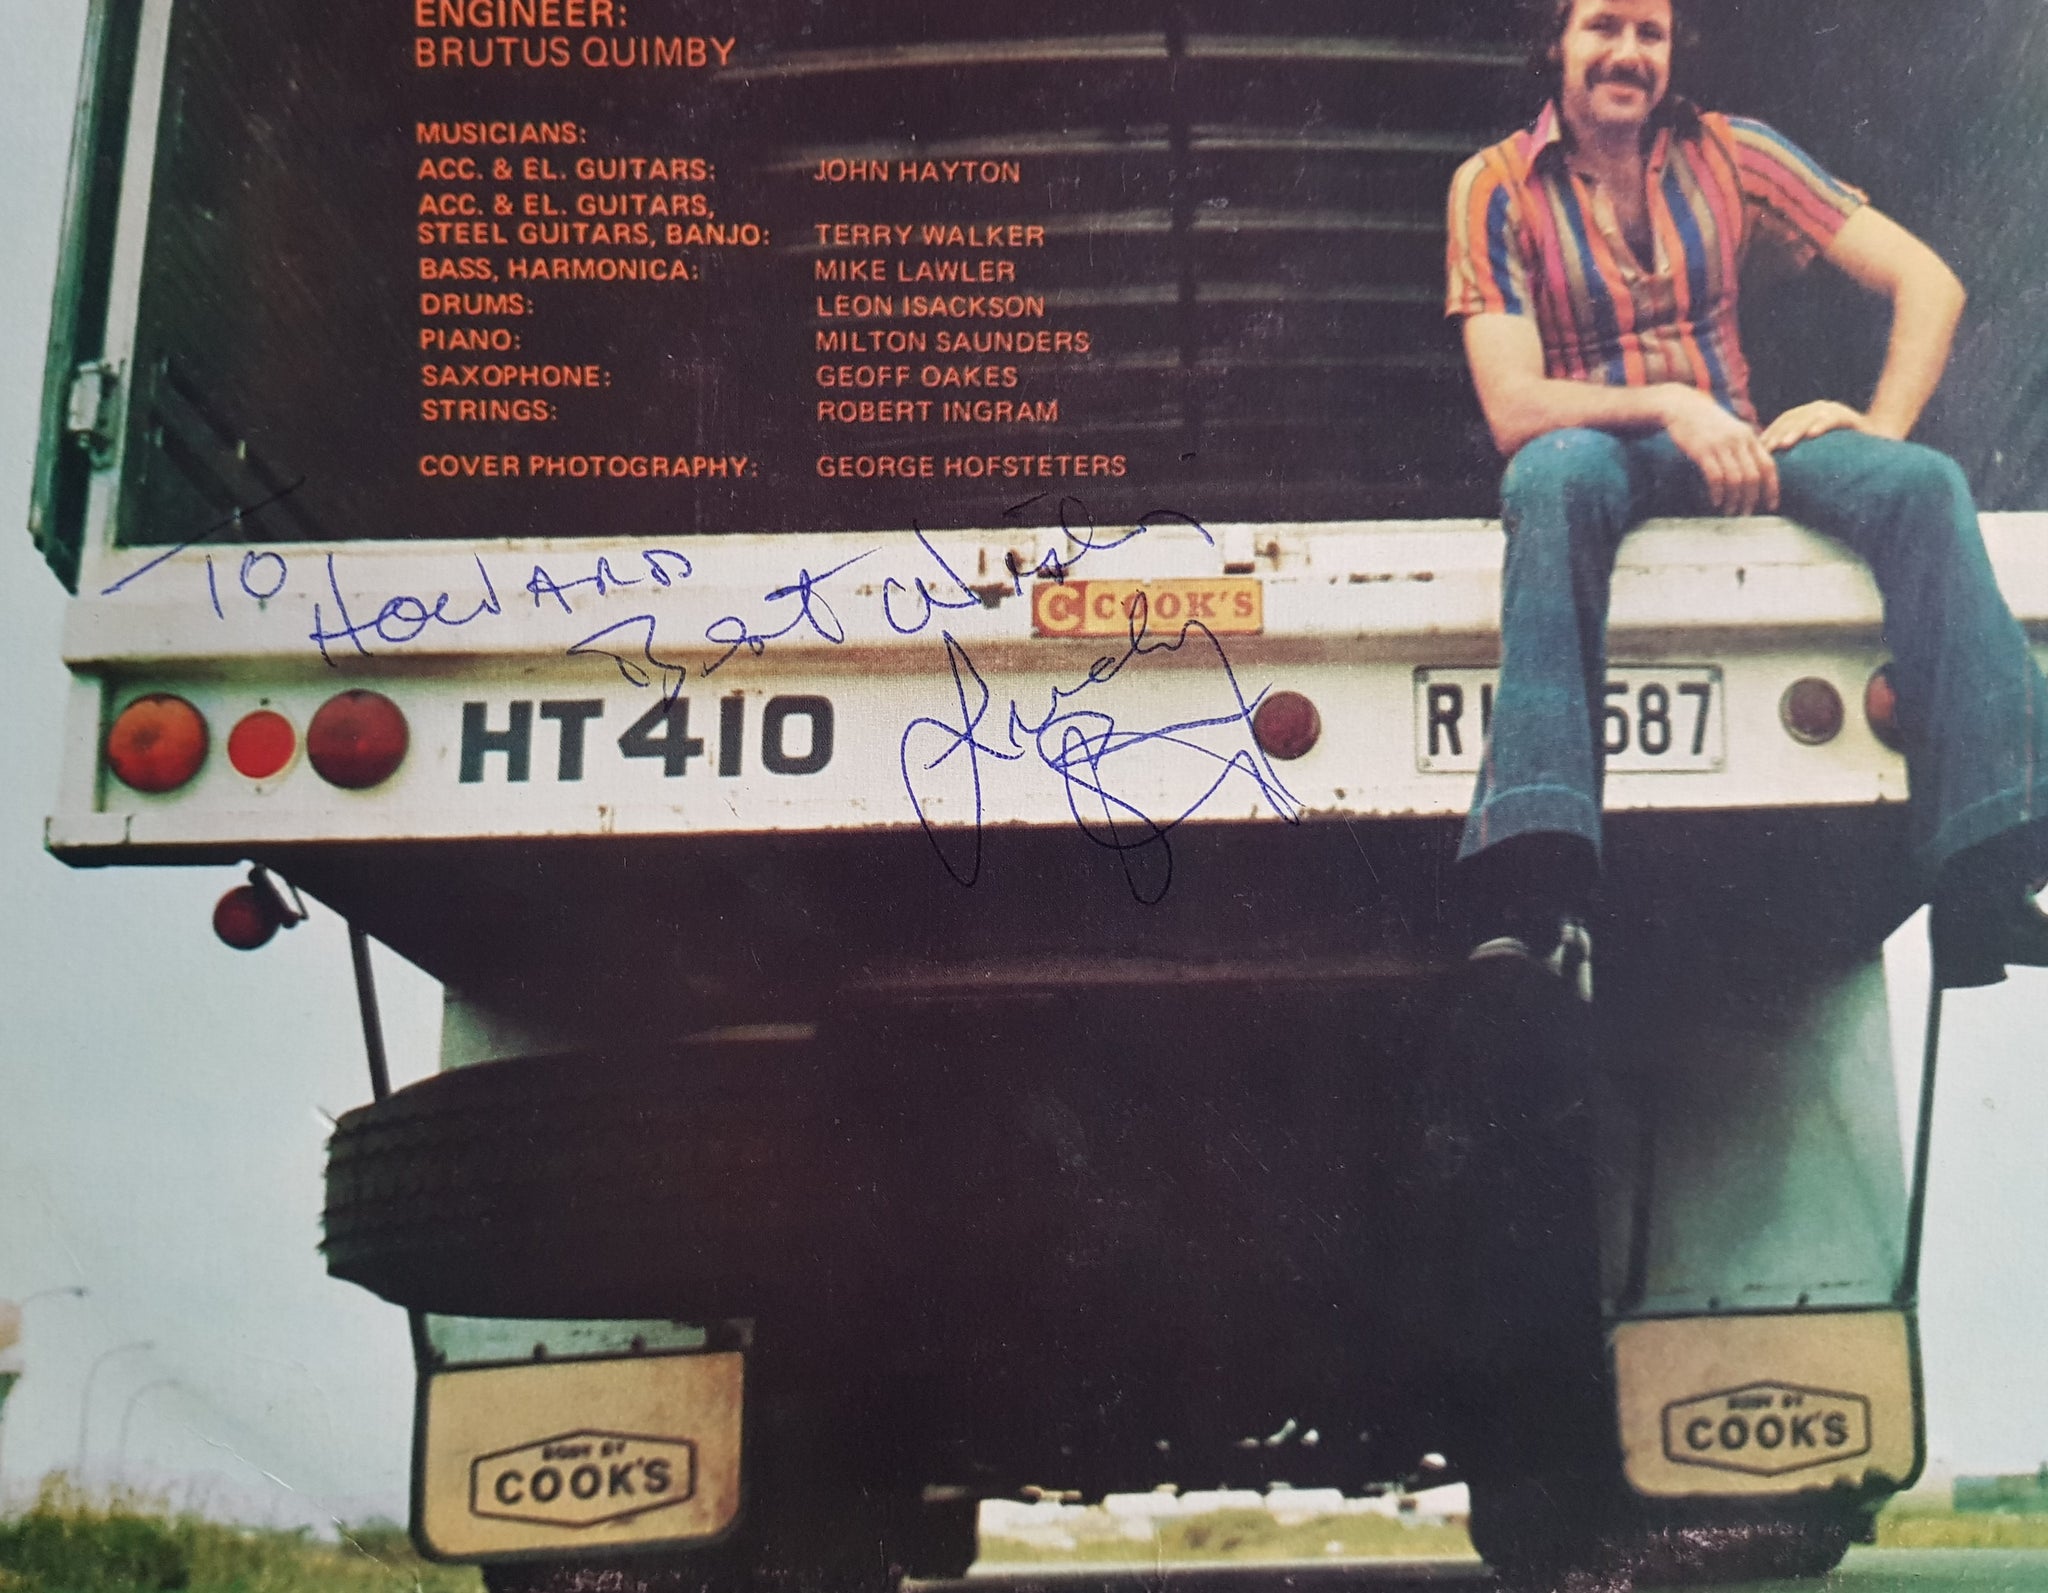 ENGINEER:
BRUTUS QUIMBY
MUSICIANS:
ACC. & EL. GUITARS: JOHN HAYTON
ACC. & EL. GUITARS,
STEEL GUITARS, BANJO: TERRY WALKER
BASS, HARMONICA: MIKE LAWLER
DRUMS: LEON ISACKSON
PIANO: MILTON SAUNDERS
SAXOPHONE: GEOFF OAKES
STRINGS: ROBERT INGRAM
COVER PHOTOGRAPHY: GEORGE HOFSTETERS
TO HOWARD
Best Wishes
C COOK'S
HT410
587
BODY BY
COOK'S
BODY BY
COOK'S